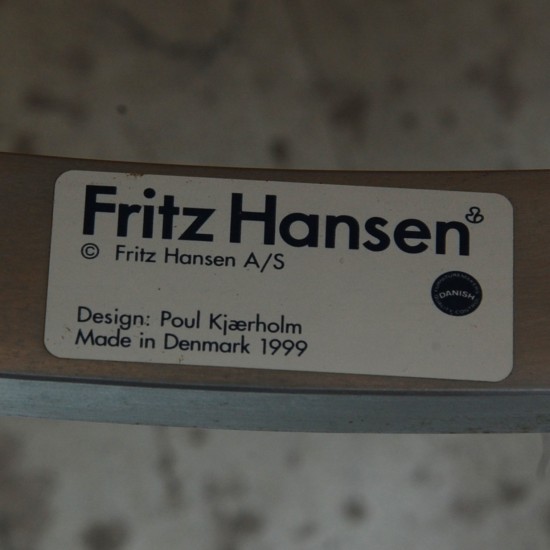 Fritz Hansen
© Fritz Hansen A/S
DANISH
Design: Poul Kjærholm
Made in Denmark 1999